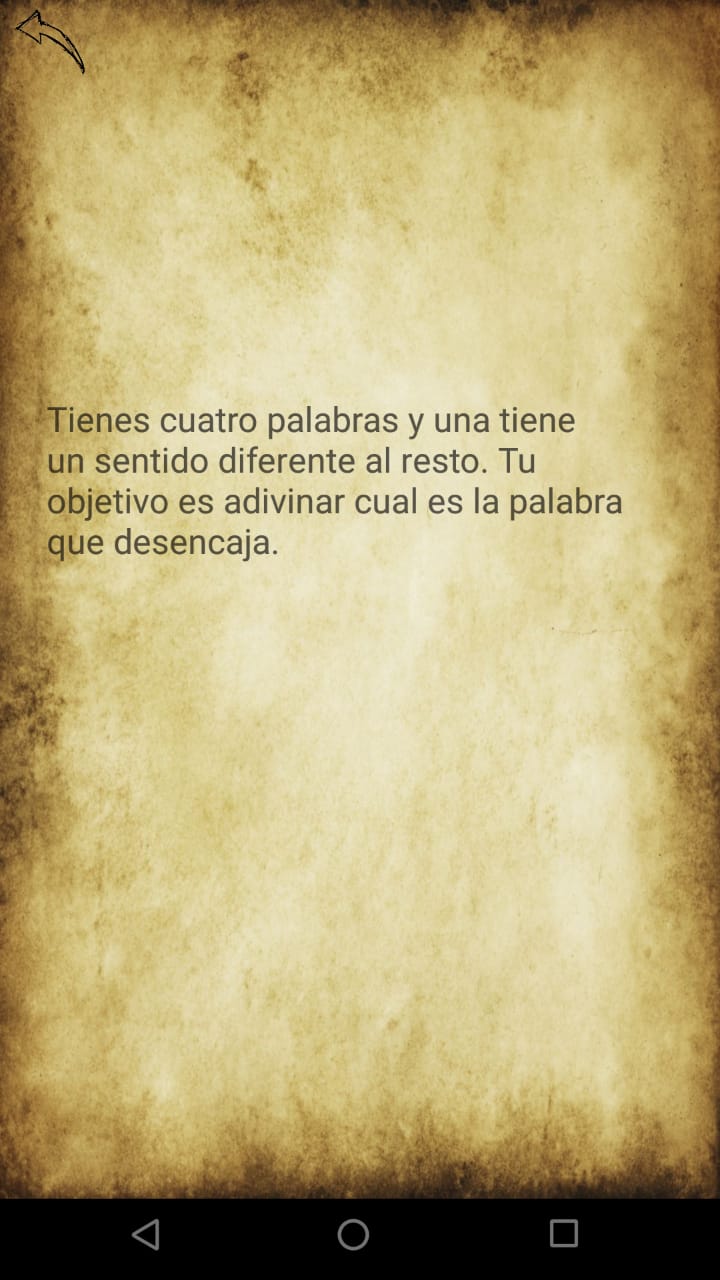 Tienes cuatro palabras y una tiene
un sentido diferente al resto. Tu
objetivo es adivinar cual es la palabra
que desencaja.